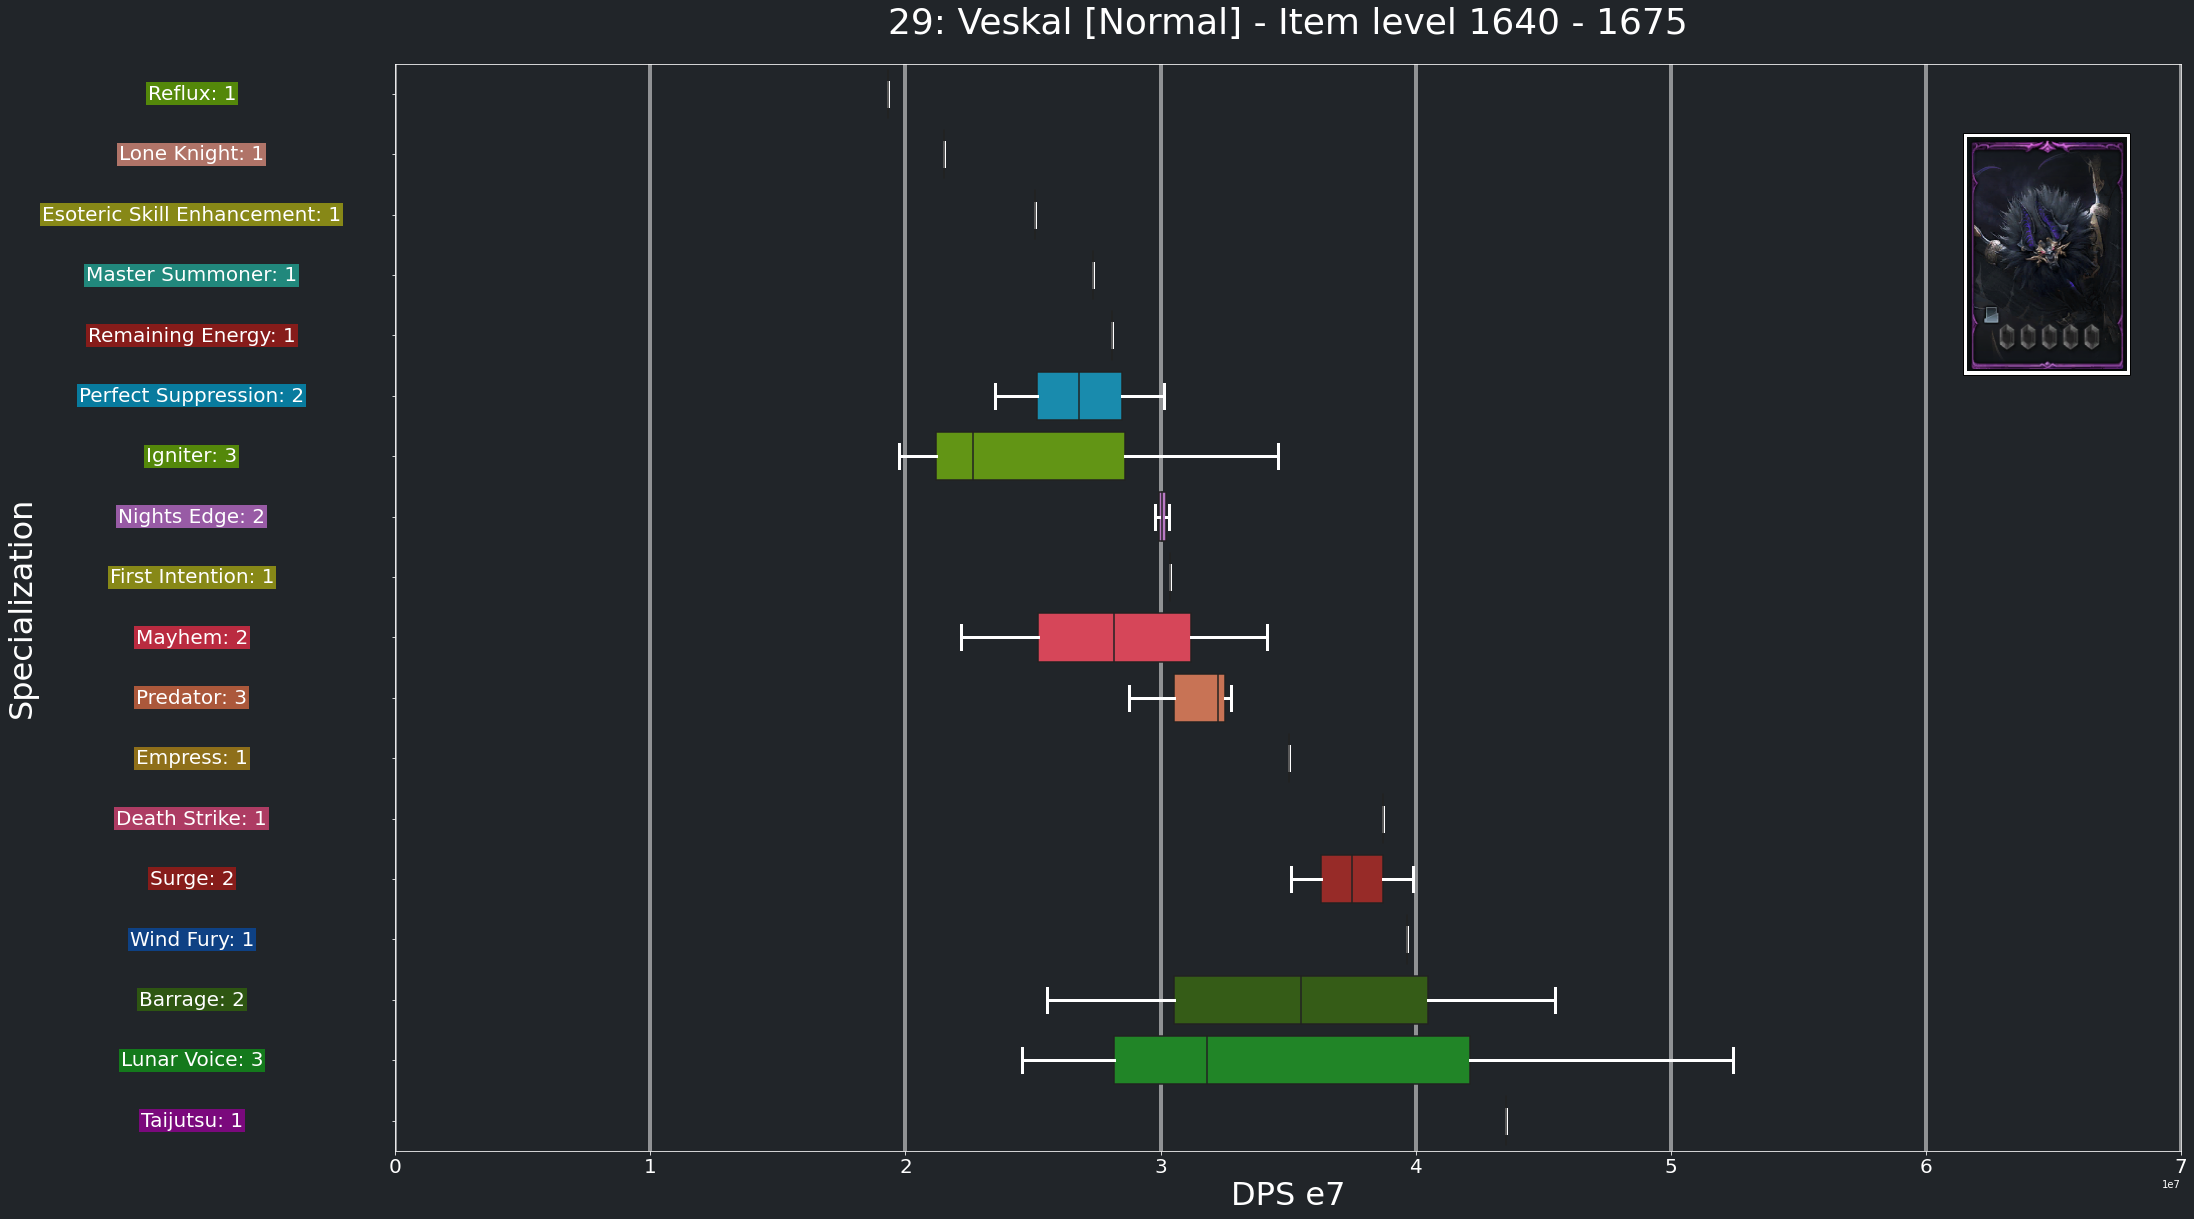 29: Veskal [Normal] - Item level 1640 - 1675
Reflux: 1
Lone Knight: 1
Esoteric Skill Enhancement: 1
Master Summoner: 1
Remaining Energy: 1
Perfect Suppression: 2
Igniter: 3
Nights Edge: 2
First Intention: 1
Mayhem: 2
Predator: 3
Empress: 1
Death Strike: 1
Surge: 2
Wind Fury: 1
Barrage: 2
Lunar Voice: 3
Taijutsu: 1
Specialization
0 1 2 3 4 5 6 7
1e7
DPS e7